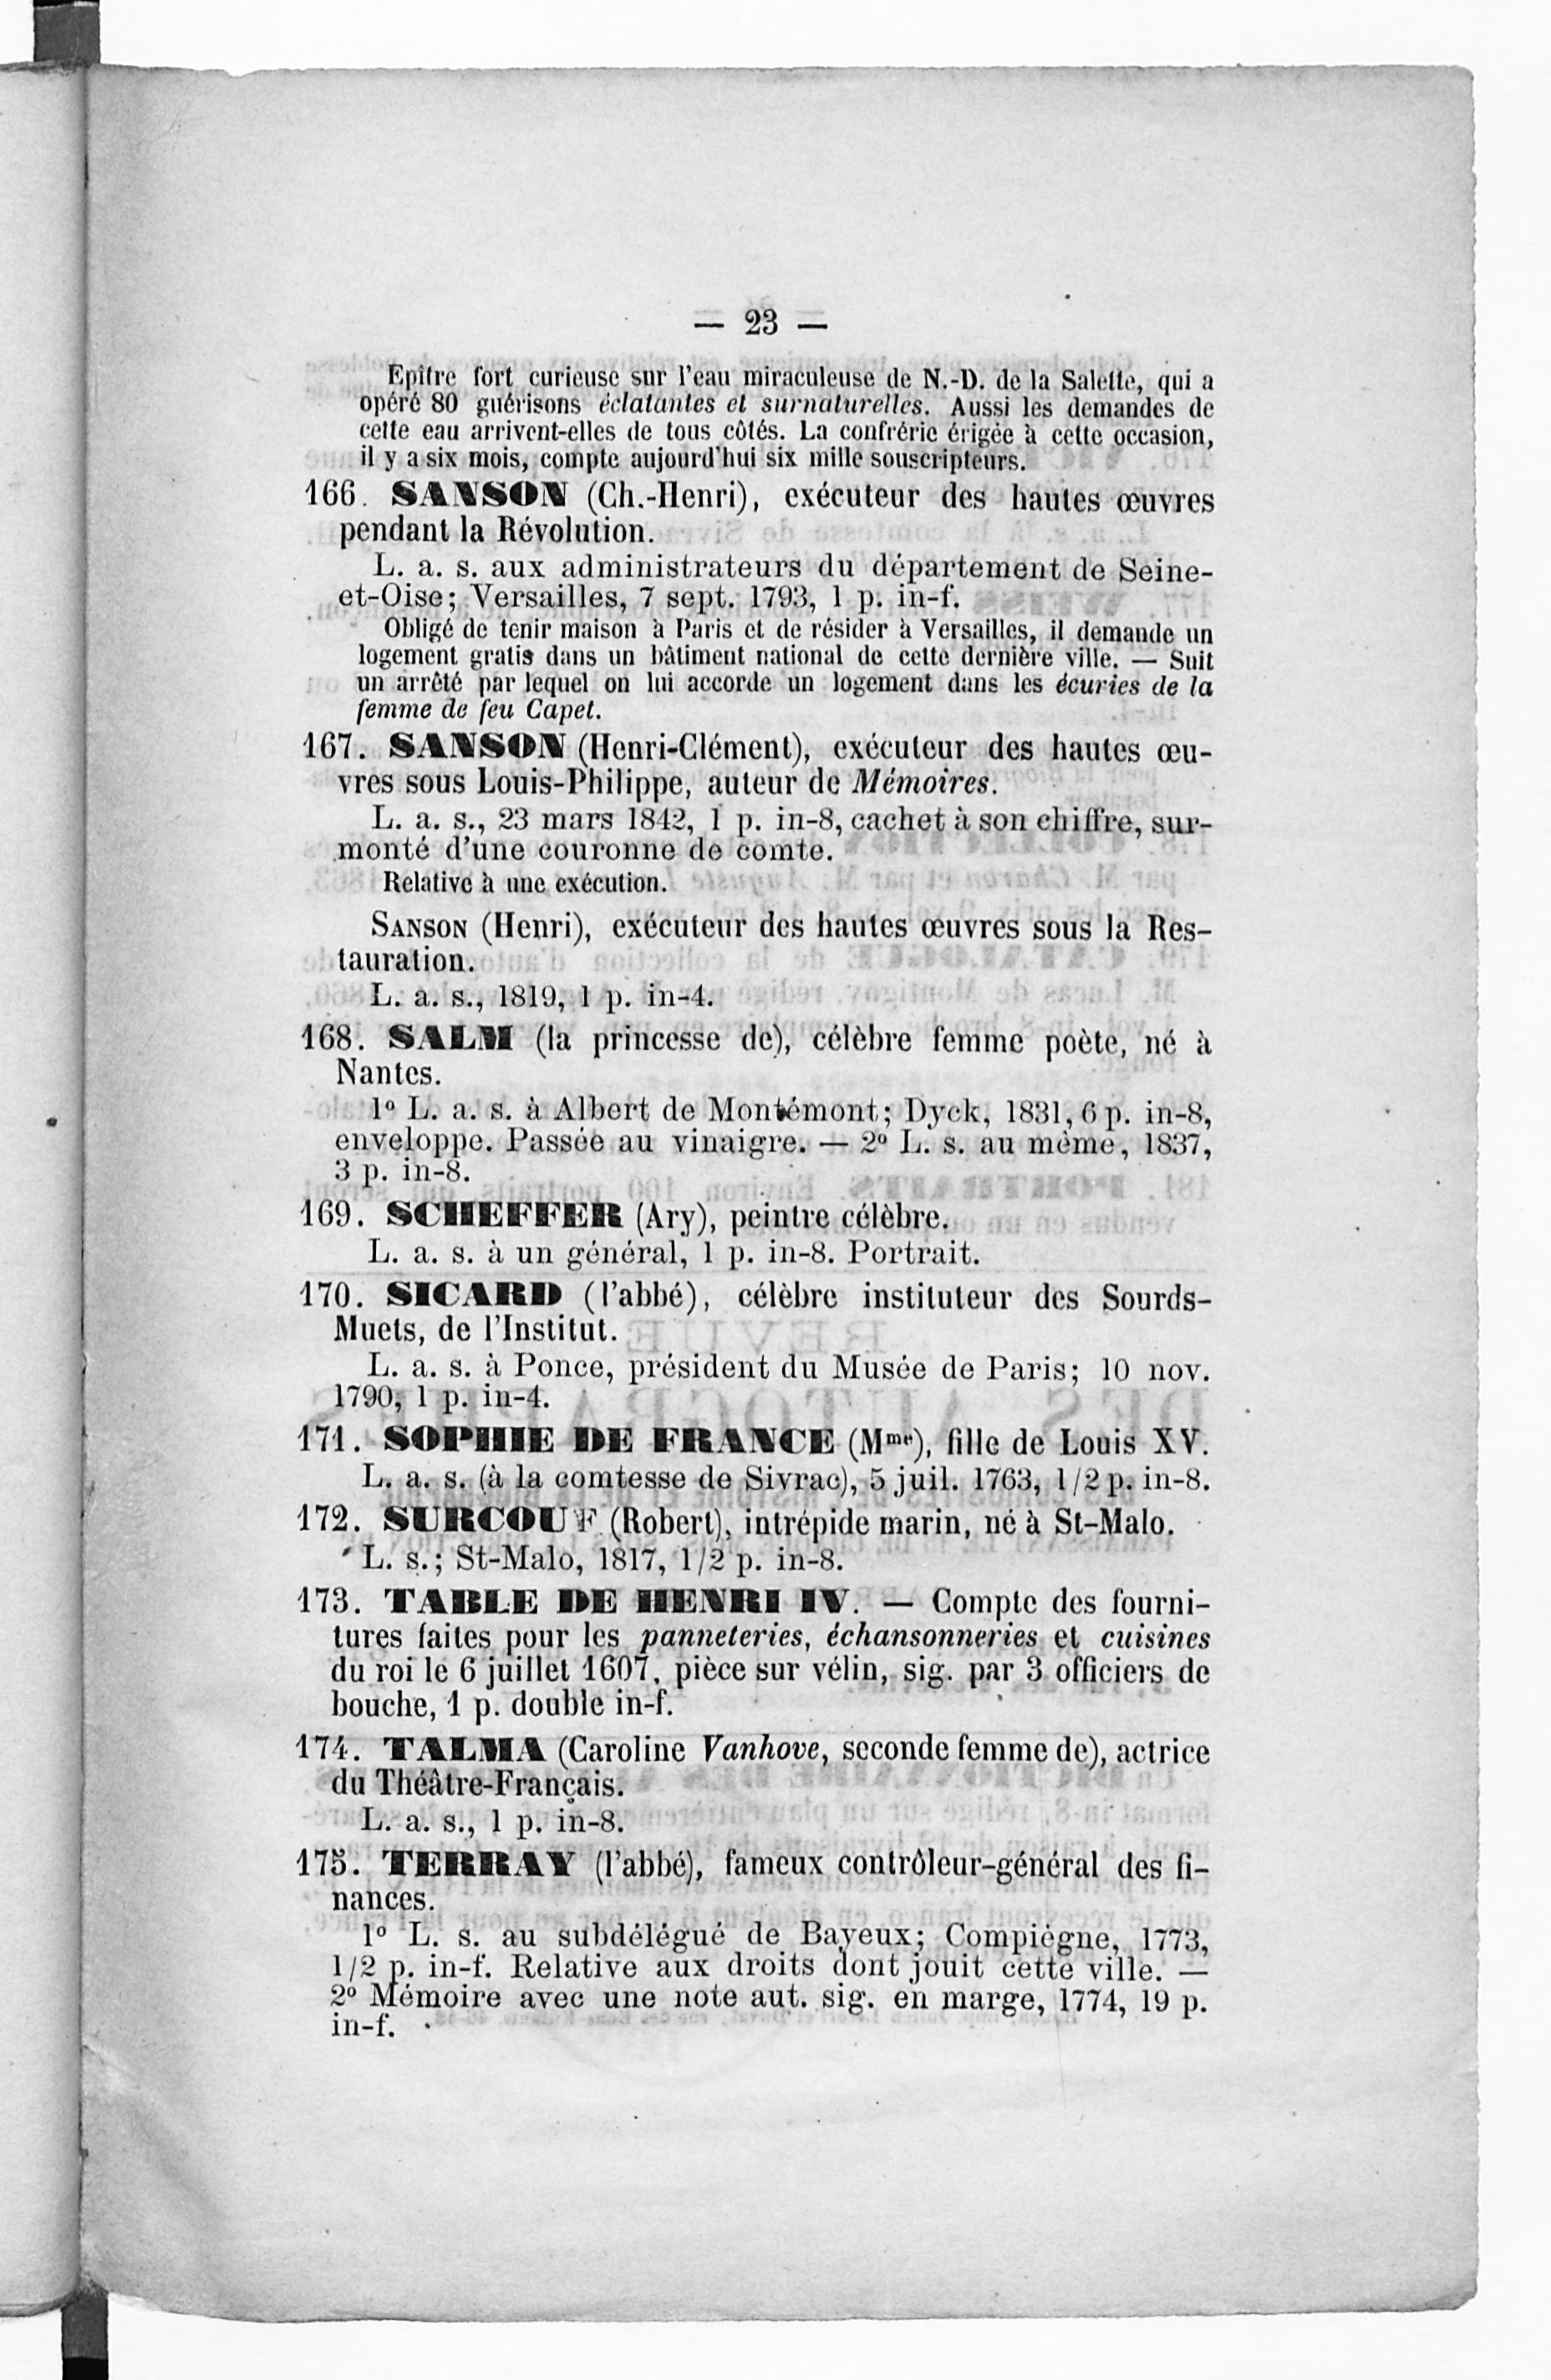 — 23 —
Epître fort curieuse sur l'eau miraculeuse de N.-D. de la Salette, qui a
opéré 80 guérisons éclatantes et surnaturelles. Aussi les demandes de
cette eau arrivent-elles de tous côtés. La confrérie érigée à cette occasion,
il y a six mois, compte aujourd'hui six mille souscripteurs.
166. SANSON (Ch.-Henri), exécuteur des hautes œuvres
pendant la Révolution.
L. a. s. aux administrateurs du département de Seine-
et-Oise; Versailles, 7 sept. 1793, 1 p. in-f.
Obligé de tenir maison à Paris et de résider à Versailles, il demande un
logement gratis dans un bâtiment national de cette dernière ville. — Suit
un arrêté par lequel on lui accorde un logement dans les écuries de la
femme de feu Capet.
167. SANSON (Henri-Clément), exécuteur des hautes œu-
vres sous Louis-Philippe, auteur de Mémoires.
L. a. s., 23 mars 1842, 1 p. in-8, cachet à son chiffre, sur-
monté d'une couronne de comte.
Relative à une exécution.
SANSON (Henri), exécuteur des hautes œuvres sous la Res-
tauration.
L. a. s., 1819, 1 p. in-4.
168. SALM (la princesse de), célèbre femme poète, né à
Nantes.
1º L. a. s. à Albert de Montémont; Dyck, 1831, 6 p. in-8,
enveloppe. Passée au vinaigre. — 2º L. s. au même, 1837,
3 p. in-8.
169. SCHEFFER (Ary), peintre célèbre.
L. a. s. à un général, 1 p. in-8. Portrait.
170. SICARD (l'abbé), célèbre instituteur des Sourds-
Muets, de l'Institut.
L. a. s. à Ponce, président du Musée de Paris; 10 nov.
1790, 1 p. in-4.
171. SOPHIE DE FRANCE (Mme), fille de Louis XV.
L. a. s. (à la comtesse de Sivrac), 5 juil. 1763, 1/2 p. in-8.
172. SURCOUF (Robert), intrépide marin, né à St-Malo.
L. s.; St-Malo, 1817, 1/2 p. in-8.
173. TABLE DE HENRI IV. — Compte des fourni-
tures faites pour les panneteries, échansonneries et cuisines
du roi le 6 juillet 1607, pièce sur vélin, sig. par 3 officiers de
bouche, 1 p. double in-f.
174. TALMA (Caroline Vanhove, seconde femme de), actrice
du Théâtre-Français.
L. a. s., 1 p. in-8.
175. TERRAY (l'abbé), fameux contrôleur-général des fi-
nances.
1º L. s. au subdélégué de Bayeux; Compiègne, 1773,
1/2 p. in-f. Relative aux droits dont jouit cette ville. —
2º Mémoire avec une note aut. sig. en marge, 1774, 19 p.
in-f.